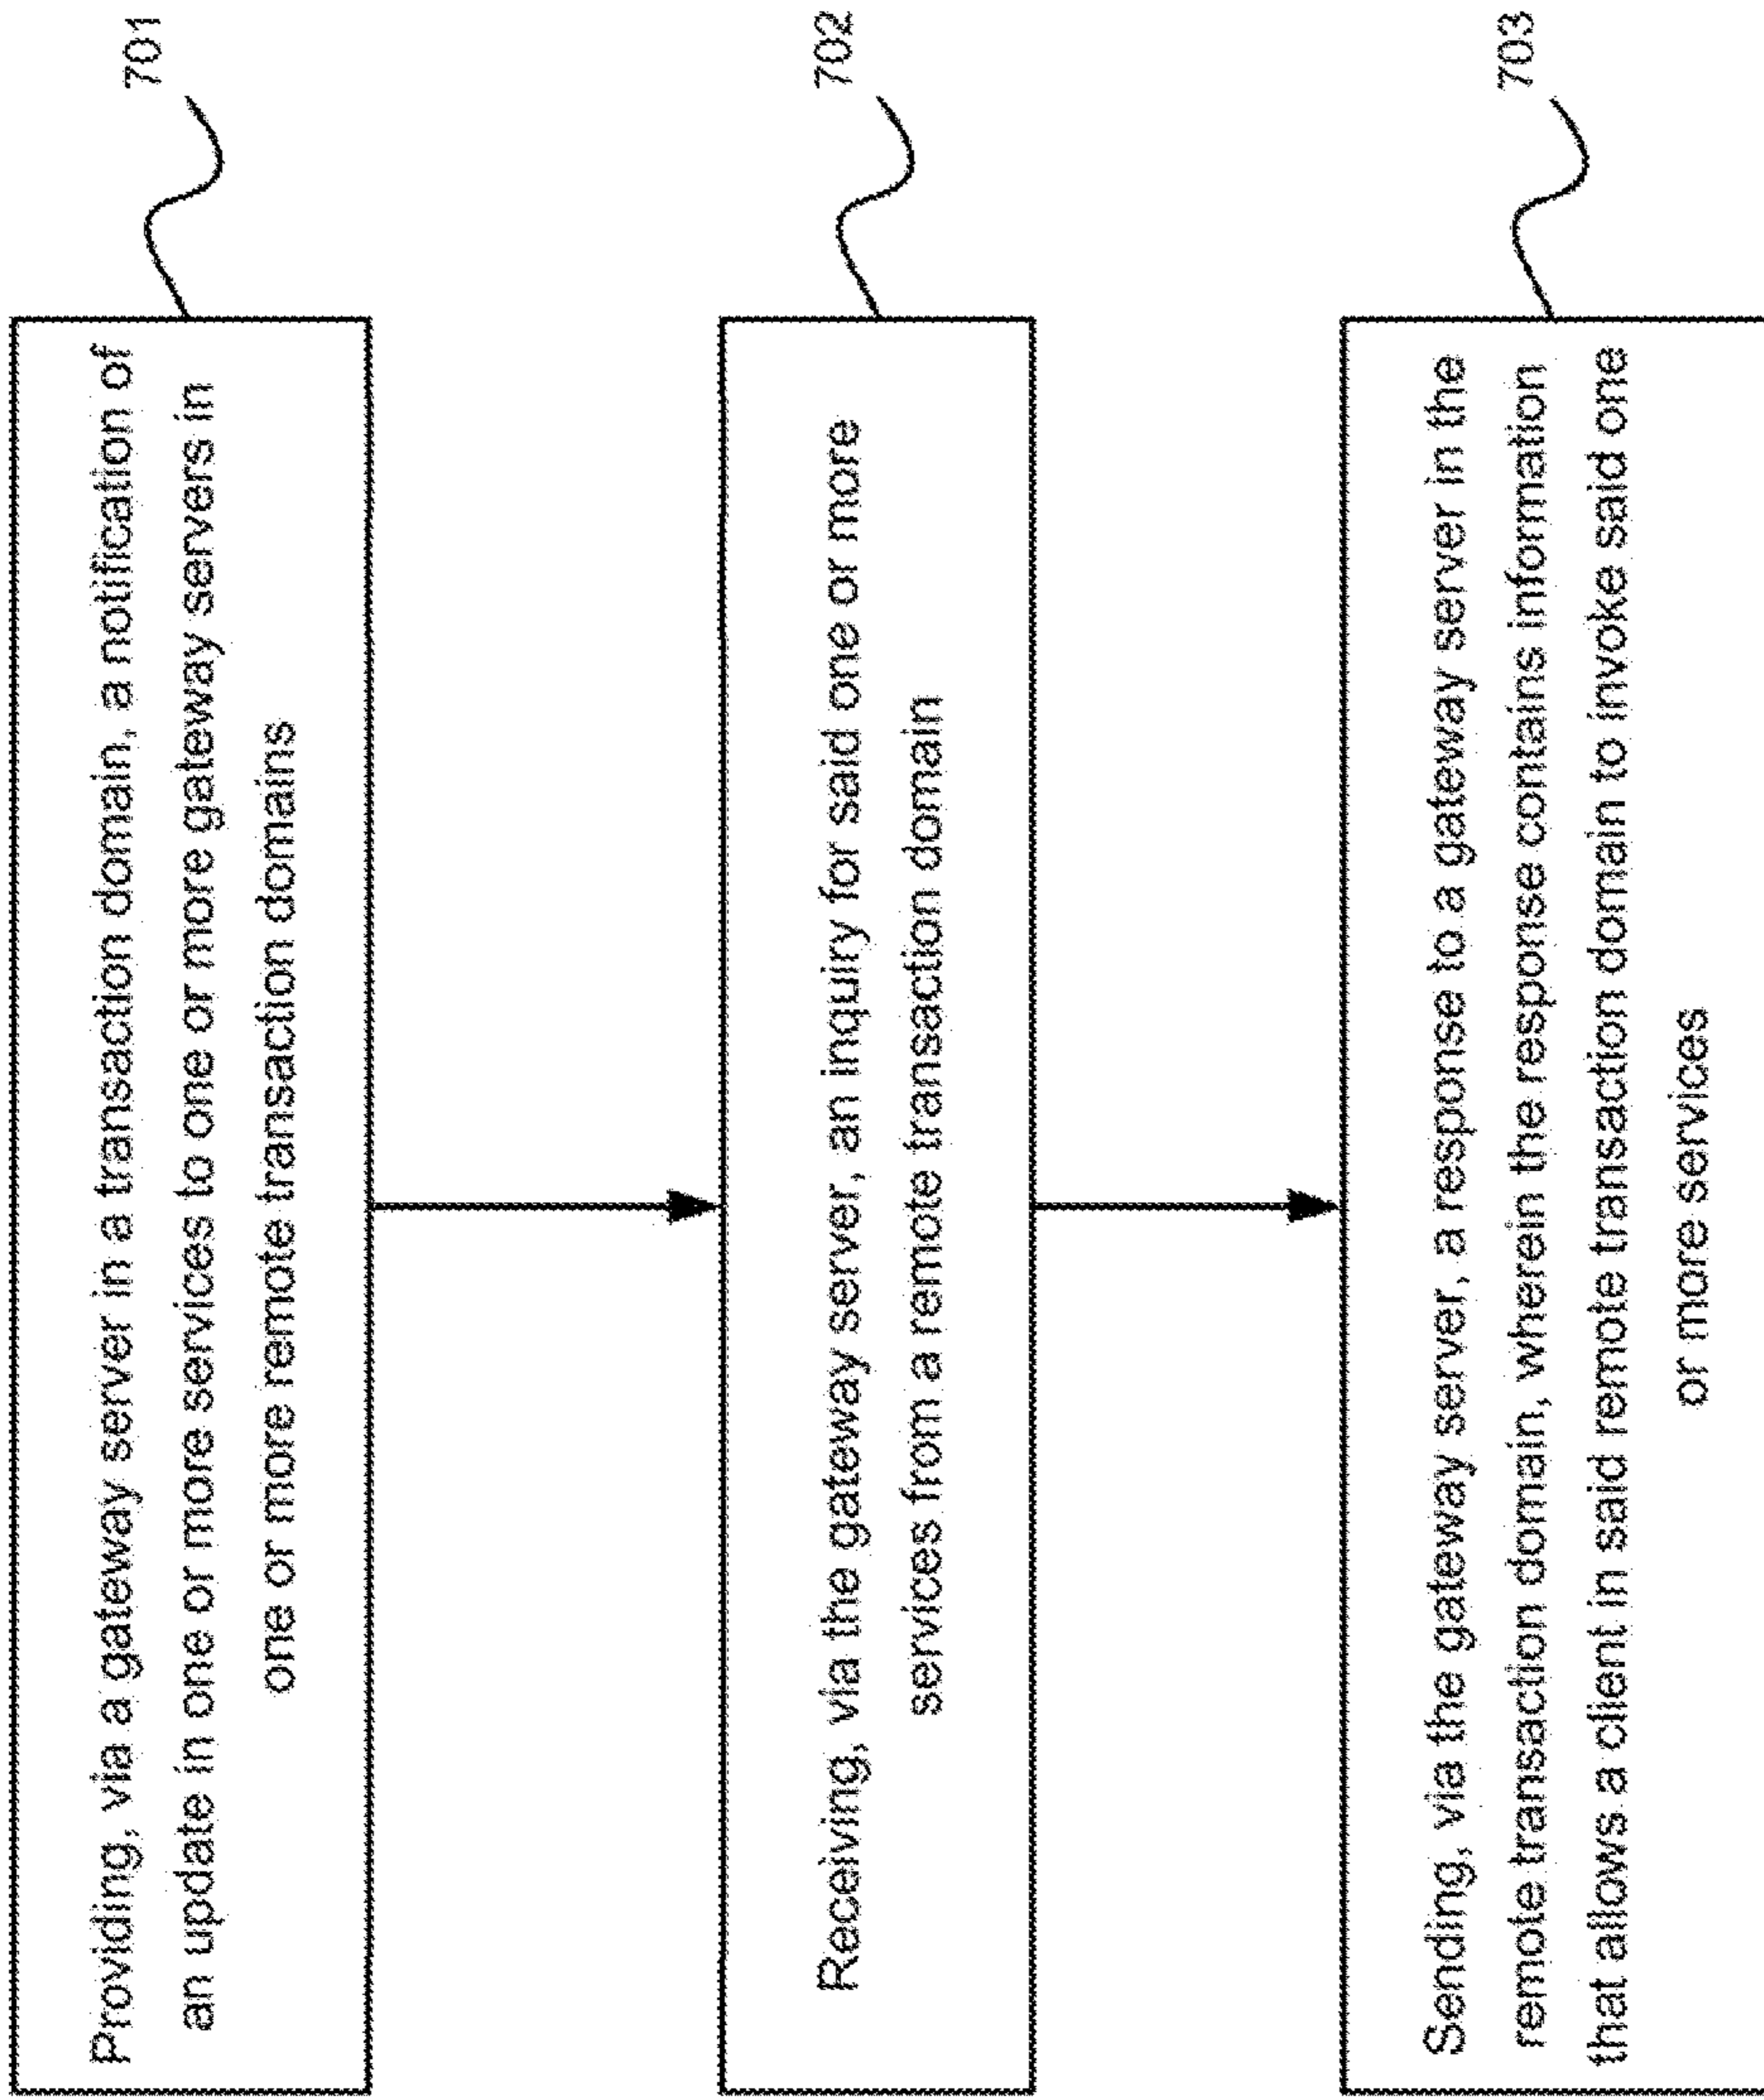 Providing, via a gateway server in a transaction domain, a notification of
an update in one or more services to one or more gateway servers in
one or more remote transaction domains
701
Receiving, via the gateway server, an inquiry for said one or more
services from a remote transaction domain
702
Sending, via the gateway server, a response to a gateway server in the
remote transaction domain, wherein the response contains information
that allows a client in said remote transaction domain to invoke said one
or more services
703